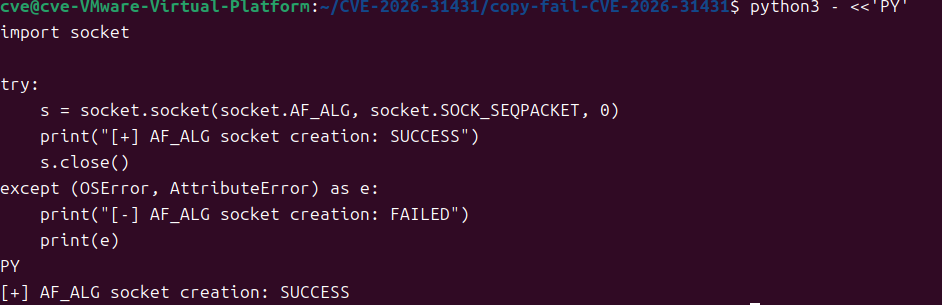 cve@cve-VMware-Virtual-Platform:~/CVE-2026-31431/copy-fail-CVE-2026-31431$ python3 - <<'PY'
import socket

try:
    s = socket.socket(socket.AF_ALG, socket.SOCK_SEQPACKET, 0)
    print("[+] AF_ALG socket creation: SUCCESS")
    s.close()
except (OSError, AttributeError) as e:
    print("[-] AF_ALG socket creation: FAILED")
    print(e)
PY
[+] AF_ALG socket creation: SUCCESS